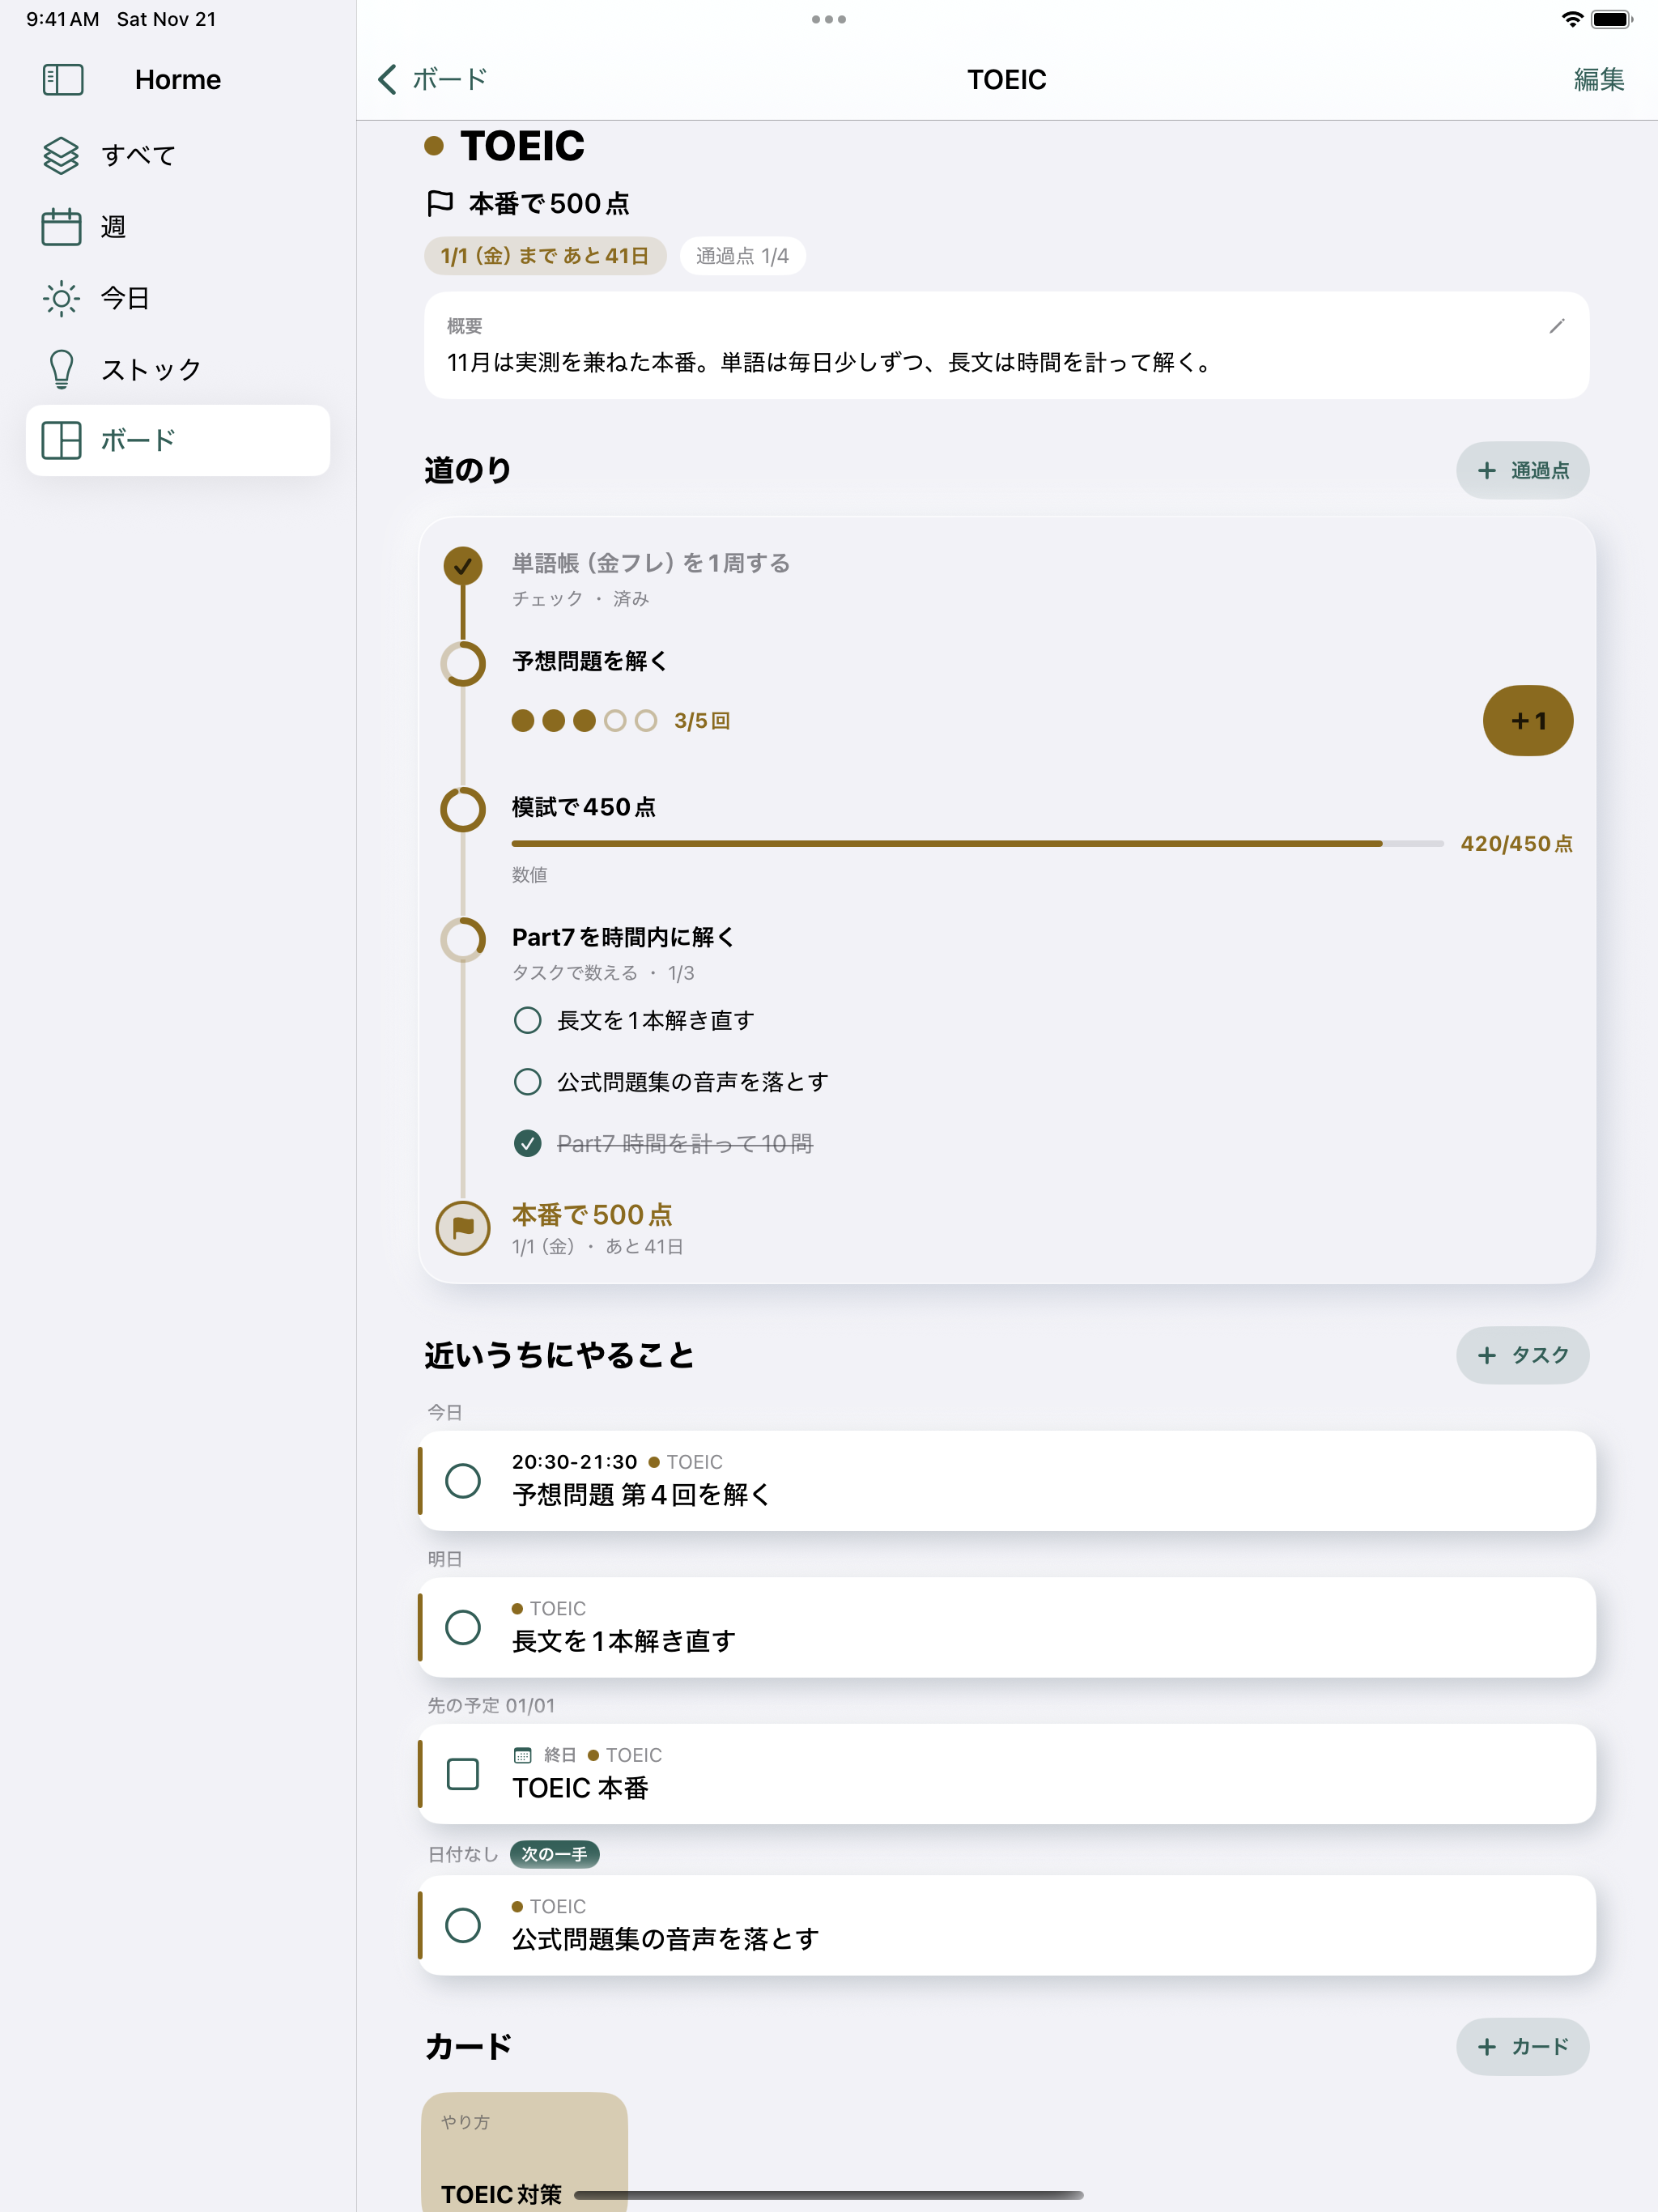 9:41 AM Sat Nov 21
Horme
すべて
週
今日
ストック
ボード
ボード
TOEIC
編集
TOEIC
本番で500点
1/1（金）まで あと41日
通過点 1/4
概要
11月は実測を兼ねた本番。単語は毎日少しずつ、長文は時間を計って解く。
道のり
+ 通過点
単語帳（金フレ）を1周する
チェック ・ 済み
予想問題を解く
3/5回
+1
模試で450点
420/450点
数値
Part7を時間内に解く
タスクで数える ・ 1/3
長文を1本解き直す
公式問題集の音声を落とす
Part7 時間を計って10問
本番で500点
1/1（金）・ あと41日
近いうちにやること
+ タスク
今日
20:30-21:30 TOEIC
予想問題 第4回を解く
明日
TOEIC
長文を1本解き直す
先の予定 01/01
終日 TOEIC
TOEIC 本番
日付なし 次の一手
TOEIC
公式問題集の音声を落とす
カード
+ カード
やり方
TOEIC対策